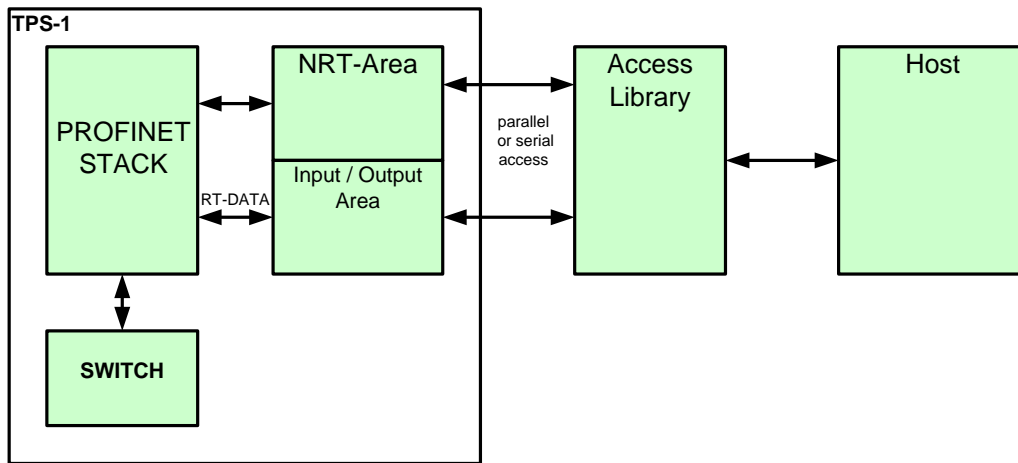 TPS-1
PROFINET
STACK
NRT-Area
Input / Output
Area
RT-DATA
SWITCH
parallel
or serial
access
Access
Library
Host